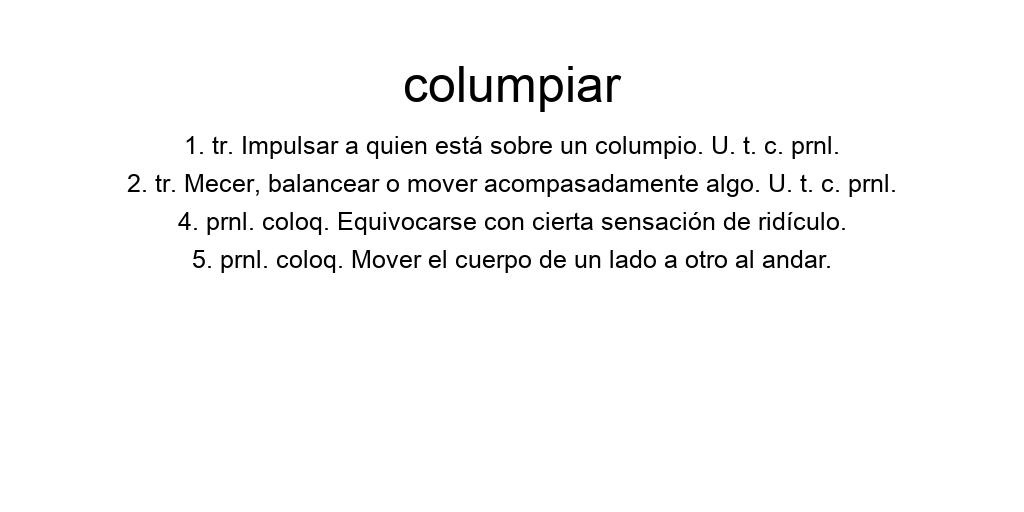 columpiar
1. tr. Impulsar a quien está sobre un columpio. U. t. c. prnl.
2. tr. Mecer, balancear o mover acompasadamente algo. U. t. c. prnl.
4. prnl. coloq. Equivocarse con cierta sensación de ridículo.
5. prnl. coloq. Mover el cuerpo de un lado a otro al andar.